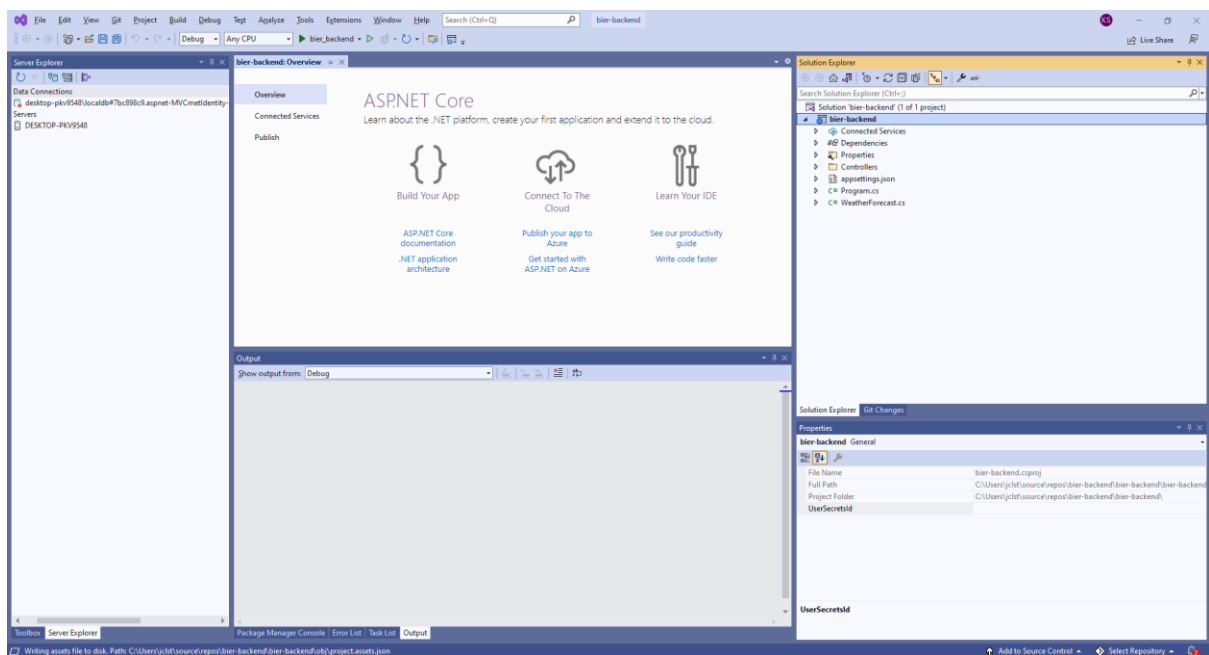 File Edit View Git Project Build Debug Test Analyze Tools Extensions Window Help Search (Ctrl+Q) bier-backend KS
Debug Any CPU bier_backend Live Share
Server Explorer
Data Connections
desktop-pkv9548\localdb#7bc898c9.aspnet-MVCmetIdentity-
Servers
DESKTOP-PKV9548
Toolbox Server Explorer
bier-backend: Overview
Overview
Connected Services
Publish
ASP.NET Core
Learn about the .NET platform, create your first application and extend it to the cloud.
Build Your App
ASP.NET Core
documentation
.NET application
architecture
Connect To The
Cloud
Publish your app to
Azure
Get started with
ASP.NET on Azure
Learn Your IDE
See our productivity
guide
Write code faster
Output
Show output from: Debug
Package Manager Console Error List Task List Output
Solution Explorer
Search Solution Explorer (Ctrl+;)
Solution 'bier-backend' (1 of 1 project)
bier-backend
Connected Services
Dependencies
Properties
Controllers
appsettings.json
C# Program.cs
C# WeatherForecast.cs
Solution Explorer Git Changes
Properties
bier-backend General
File Name bier-backend.csproj
Full Path C:\Users\jclst\source\repos\bier-backend\bier-backend\bier-backend
Project Folder C:\Users\jclst\source\repos\bier-backend\bier-backend\
UserSecretsId
UserSecretsId
Writing assets file to disk. Path: C:\Users\jclst\source\repos\bier-backend\bier-backend\obj\project.assets.json Add to Source Control Select Repository